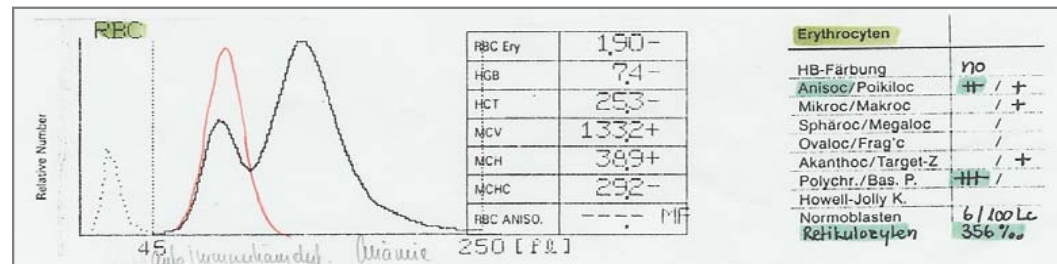 RBC
Relative Number
45
250 [fl]
Autoimmunhämolyt. Anämie
RBC Ery 1,90-
HGB 7,4-
HCT 25,3-
MCV 133,2+
MCH 38,9+
MCHC 29,2-
RBC ANISO. ----. MF
Erythrocyten
HB-Färbung no
Anisoc/Poikiloc ++ / +
Mikroc/Makroc / +
Sphäroc/Megaloc /
Ovaloc/Frag'c /
Akanthoc/Target-Z / +
Polychr./Bas. P. +++ /
Howell-Jolly K.
Normoblasten 6/100 Lc
Retikulozyten 356‰